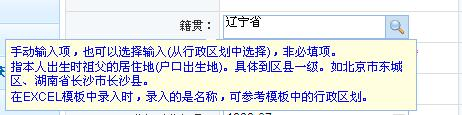 籍贯:
辽宁省
手动输入项，也可以选择输入(从行政区划中选择)，非必填项。
指本人出生时祖父的居住地(户口出生地)。具体到区县一级。如北京市东城
区、湖南省长沙市长沙县。
在EXCEL模板中录入时，录入的是名称，可参考模板中的行政区划。